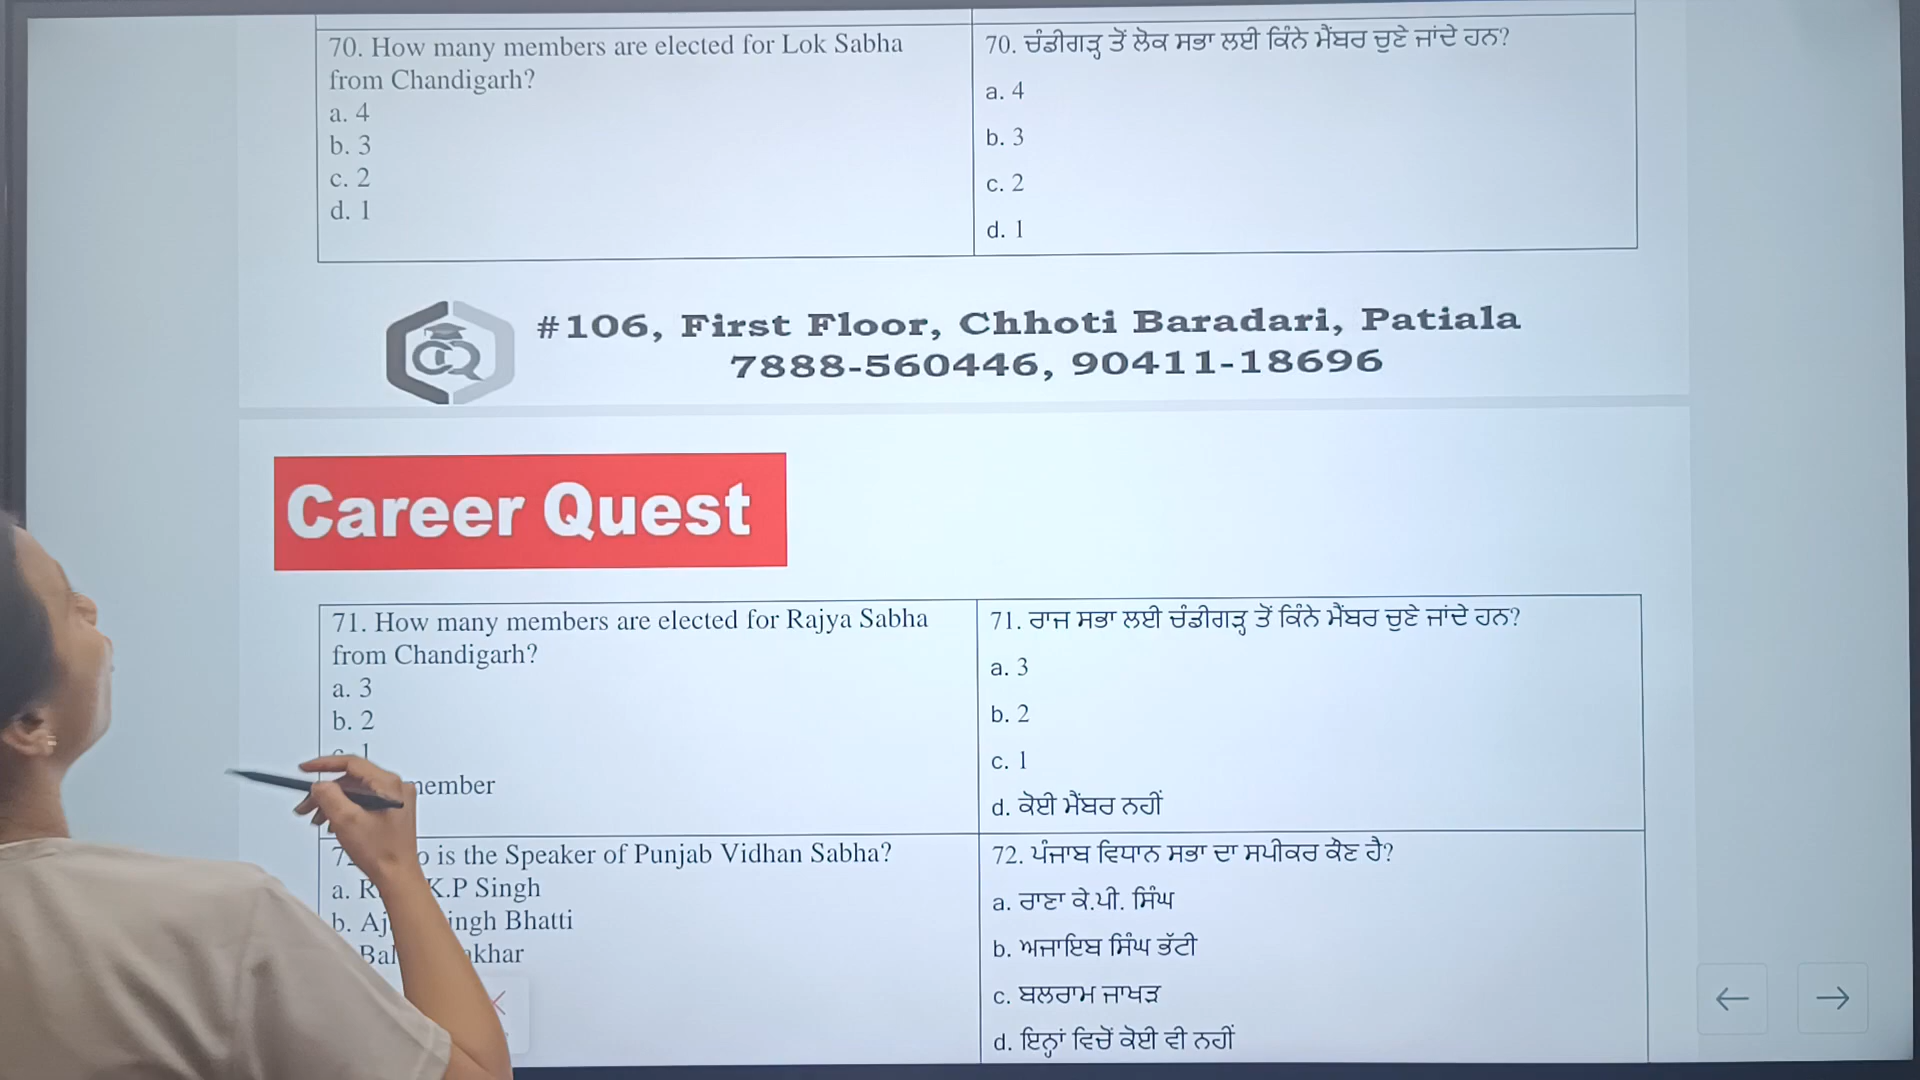 70. How many members are elected for Lok Sabha
from Chandigarh?
a. 4
b. 3
c. 2
d. 1
70. ਚੰਡੀਗੜ੍ਹ ਤੋਂ ਲੋਕ ਸਭਾ ਲਈ ਕਿੰਨੇ ਮੈਂਬਰ ਚੁਣੇ ਜਾਂਦੇ ਹਨ?
a. 4
b. 3
c. 2
d. 1
#106, First Floor, Chhoti Baradari, Patiala
7888-560446, 90411-18696
Career Quest
71. How many members are elected for Rajya Sabha
from Chandigarh?
a. 3
b. 2
c. 1
member
71. ਰਾਜ ਸਭਾ ਲਈ ਚੰਡੀਗੜ੍ਹ ਤੋਂ ਕਿੰਨੇ ਮੈਂਬਰ ਚੁਣੇ ਜਾਂਦੇ ਹਨ?
a. 3
b. 2
c. 1
d. ਕੋਈ ਮੈਂਬਰ ਨਹੀਂ
is the Speaker of Punjab Vidhan Sabha?
a. K.P Singh
b. Bhatti
72. ਪੰਜਾਬ ਵਿਧਾਨ ਸਭਾ ਦਾ ਸਪੀਕਰ ਕੋਣ ਹੈ?
a. ਰਾਣਾ ਕੇ.ਪੀ. ਸਿੰਘ
b. ਅਜਾਇਬ ਸਿੰਘ ਭੱਟੀ
c. ਬਲਰਾਮ ਜਾਖੜ
d. ਇਨ੍ਹਾਂ ਵਿਚੋਂ ਕੋਈ ਵੀ ਨਹੀਂ